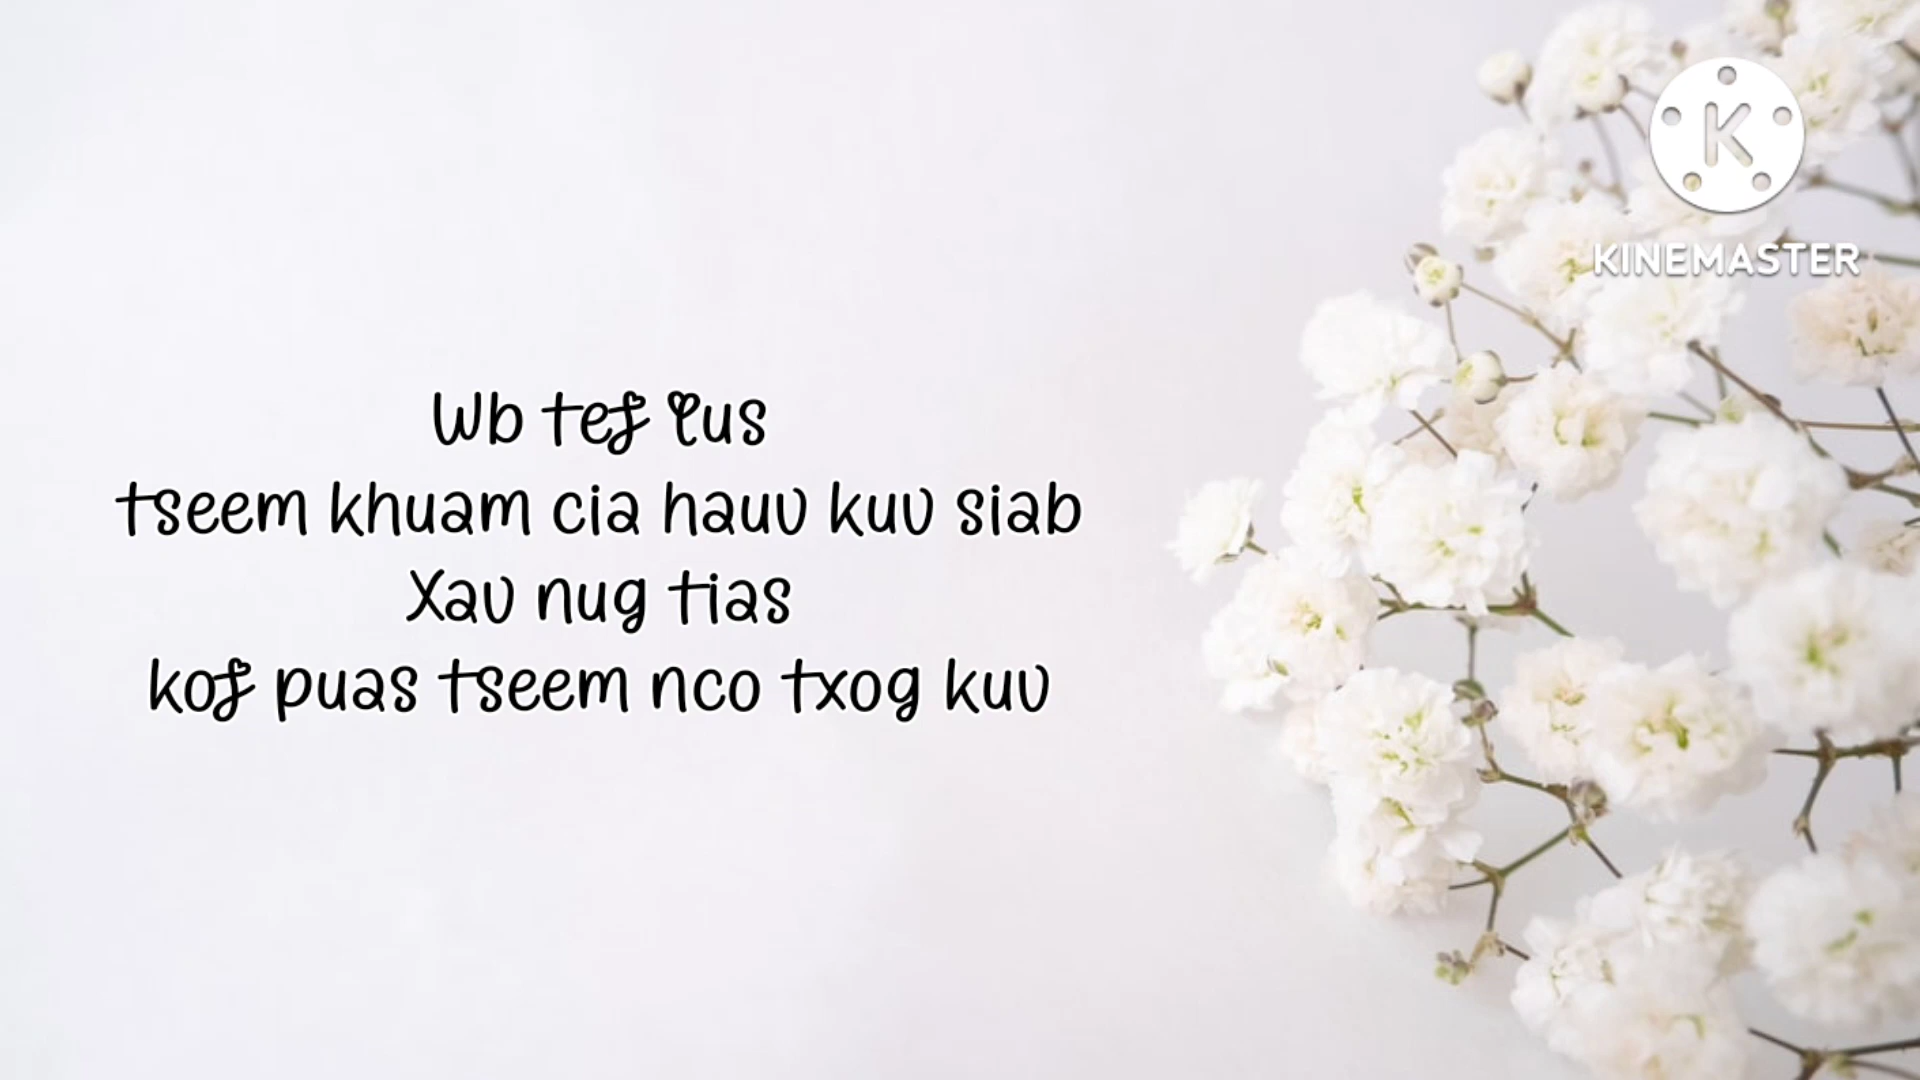 Wb tej lus
tseem khuam cia hauv kuv siab
Xav nug tias
koj puas tseem nco txog kuv
K
KINEMASTER